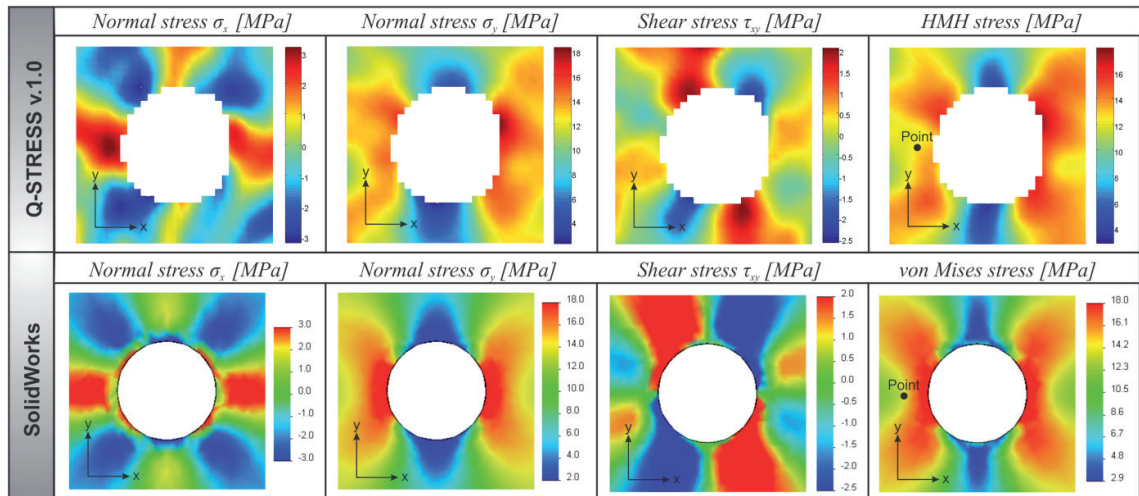 Q-STRESS v.1.0
Normal stress σx [MPa]
3
2
1
0
-1
-2
-3
y
x
Normal stress σy [MPa]
18
16
14
12
10
8
6
4
y
x
Shear stress τxy [MPa]
2
1.5
1
0.5
0
-0.5
-1
-1.5
-2
-2.5
y
x
HMH stress [MPa]
16
14
12
10
8
6
4
Point
y
x
SolidWorks
Normal stress σx [MPa]
3.0
2.0
1.0
0.0
-1.0
-2.0
-3.0
y
x
Normal stress σy [MPa]
18.0
16.0
14.0
12.0
10.0
8.0
6.0
4.0
2.0
y
x
Shear stress τxy [MPa]
2.0
1.5
1.0
0.5
0.0
-0.5
-1.0
-1.5
-2.0
-2.5
y
x
von Mises stress [MPa]
18.0
16.1
14.2
12.3
10.5
8.6
6.7
4.8
2.9
Point
y
x